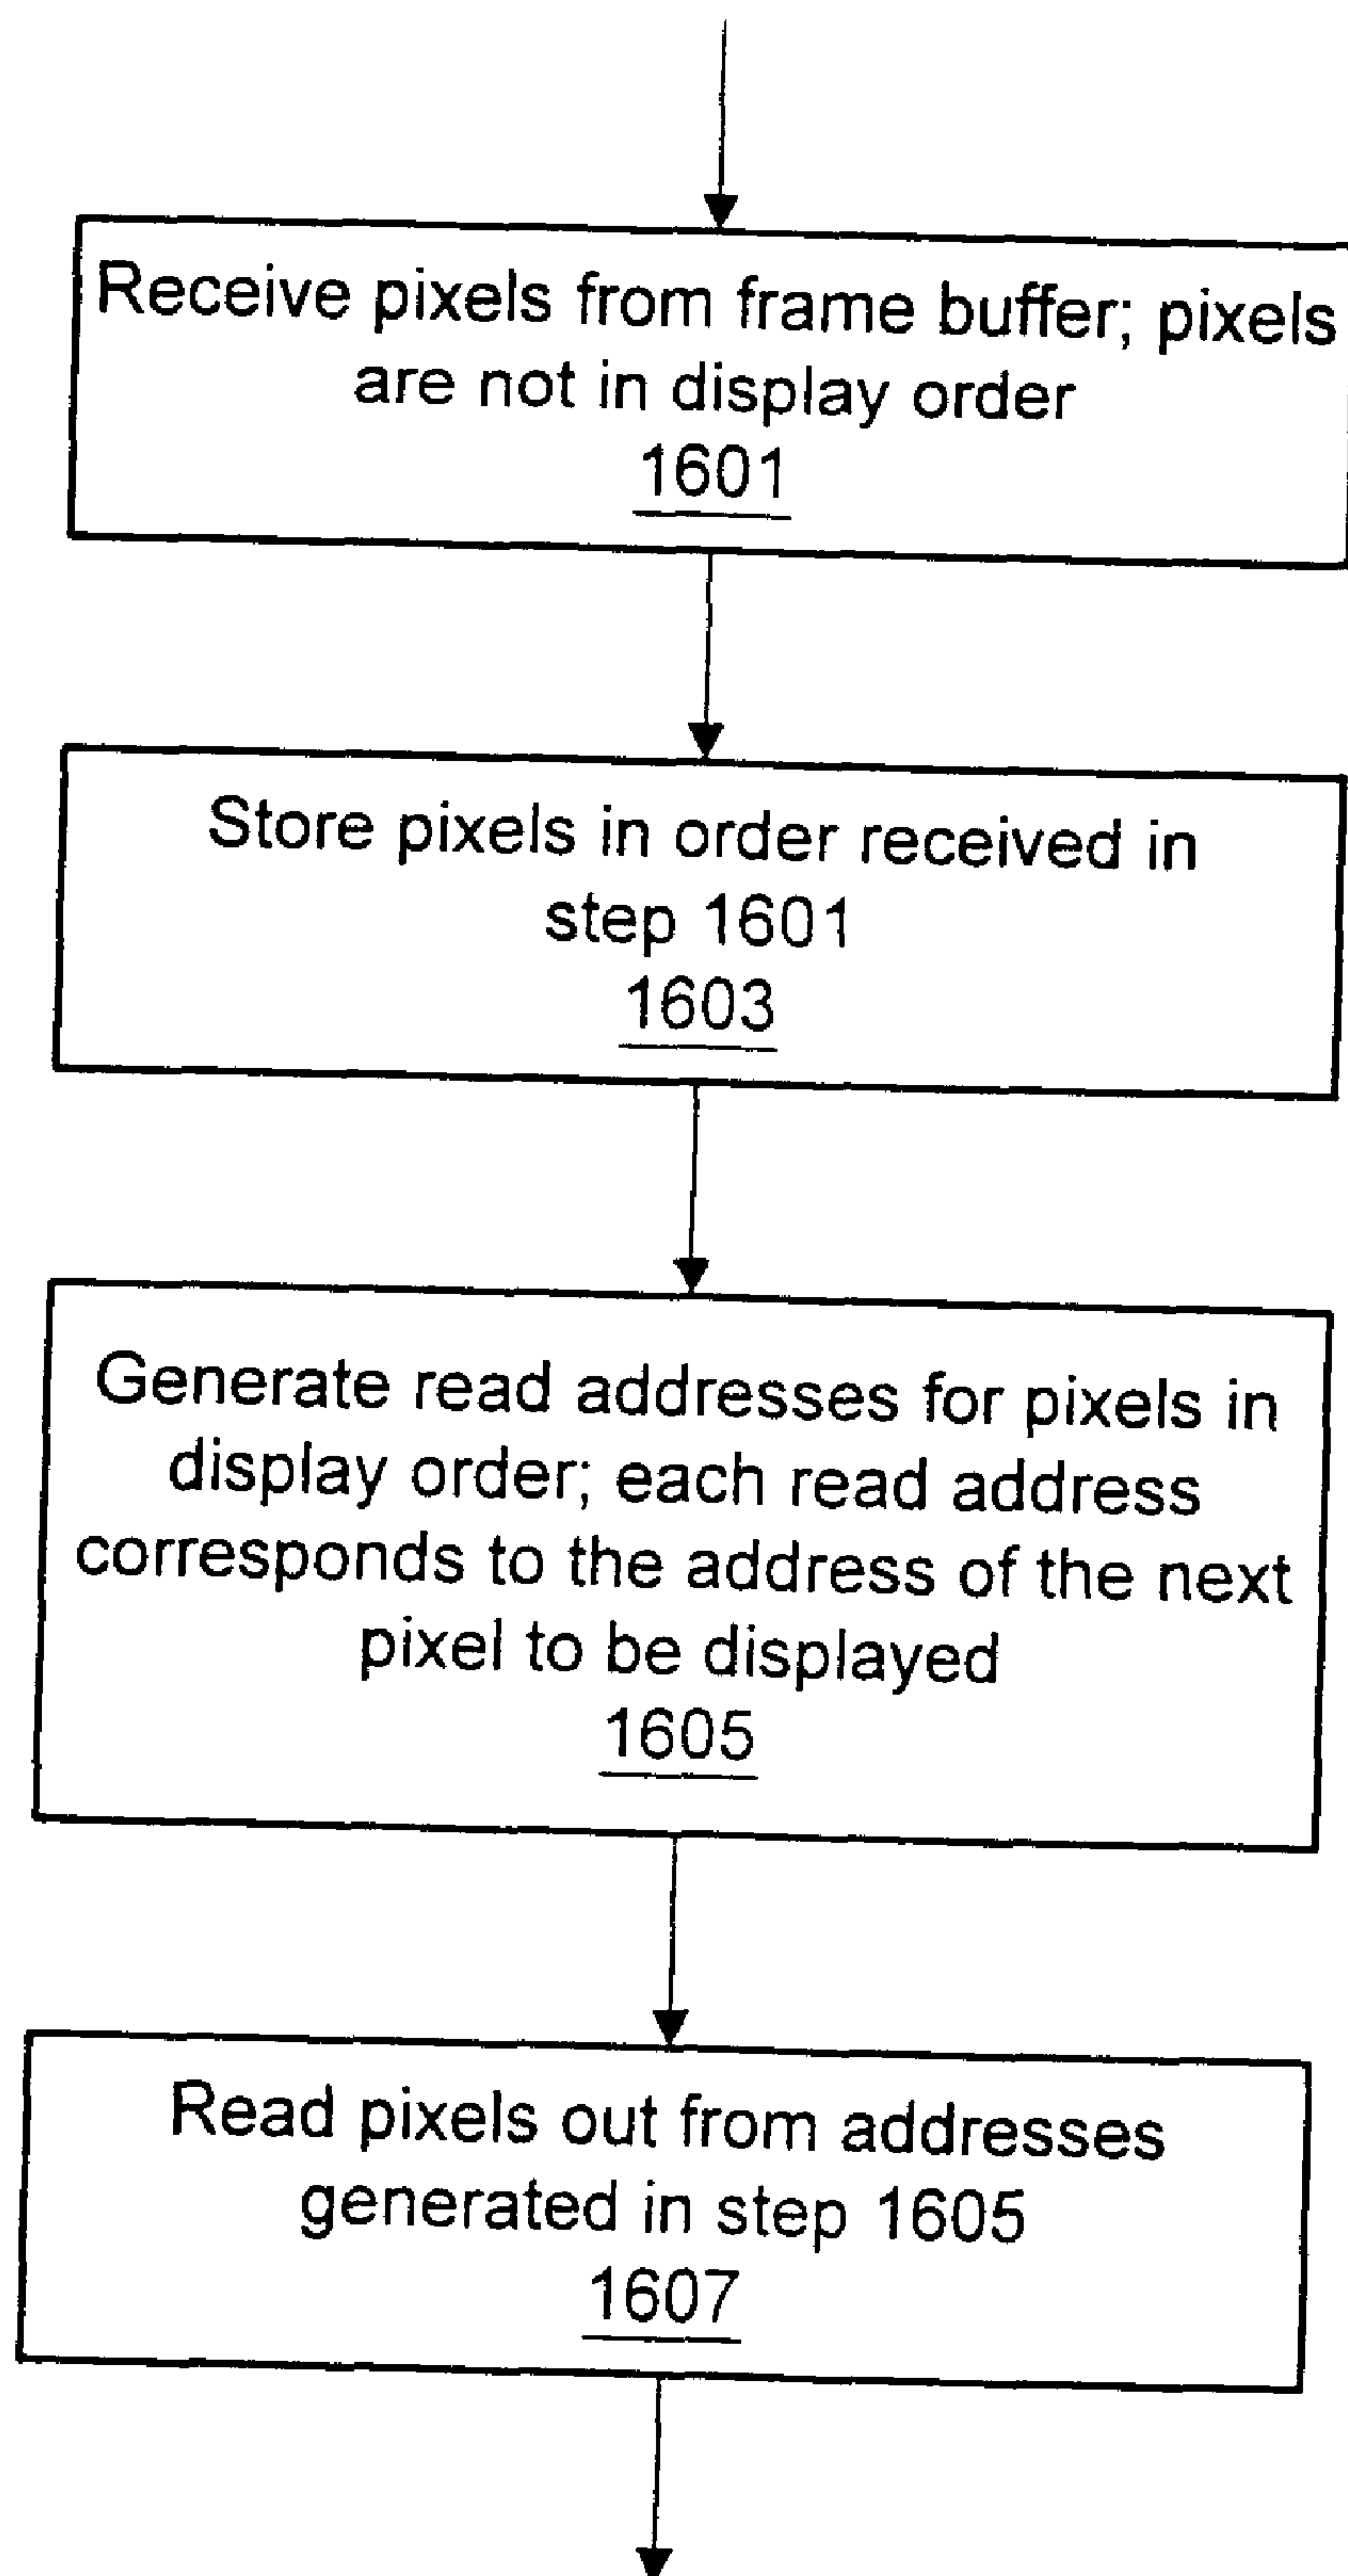 Receive pixels from frame buffer; pixels
are not in display order
1601
Store pixels in order received in
step 1601
1603
Generate read addresses for pixels in
display order; each read address
corresponds to the address of the next
pixel to be displayed
1605
Read pixels out from addresses
generated in step 1605
1607